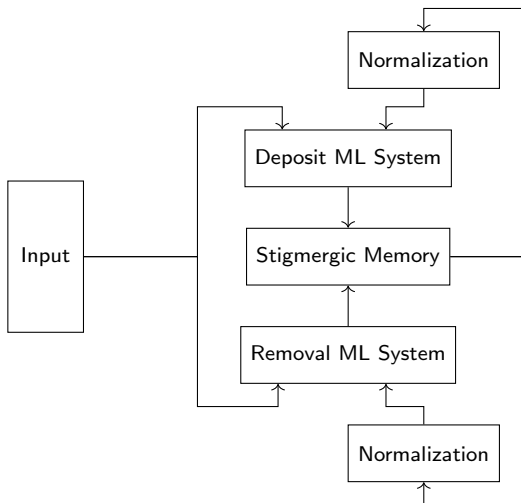 Normalization
Deposit ML System
Input
Stigmergic Memory
Removal ML System
Normalization